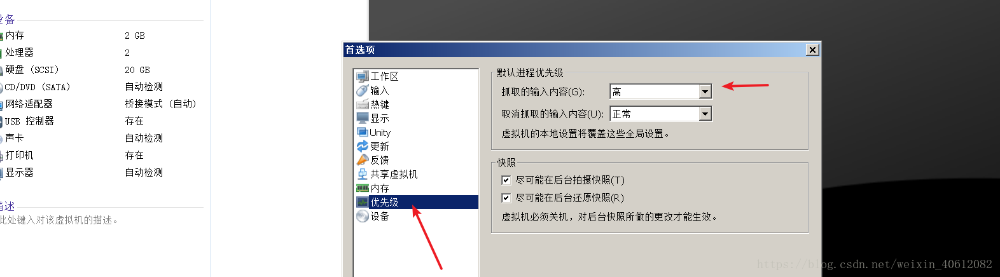 设备
内存 2 GB
处理器 2
硬盘 (SCSI) 20 GB
CD/DVD (SATA) 自动检测
网络适配器 桥接模式 (自动)
USB 控制器 存在
声卡 自动检测
打印机 存在
显示器 自动检测
描述
此处键入对该虚拟机的描述。
首选项
工作区
输入
热键
显示
Unity
更新
反馈
共享虚拟机
内存
优先级
设备
默认进程优先级
抓取的输入内容(G): 高
取消抓取的输入内容(U): 正常
虚拟机的本地设置将覆盖这些全局设置。
快照
尽可能在后台拍摄快照(T)
尽可能在后台还原快照(R)
虚拟机必须关机，对后台快照所做的更改才能生效。
https://blog.csdn.net/weixin_40612082